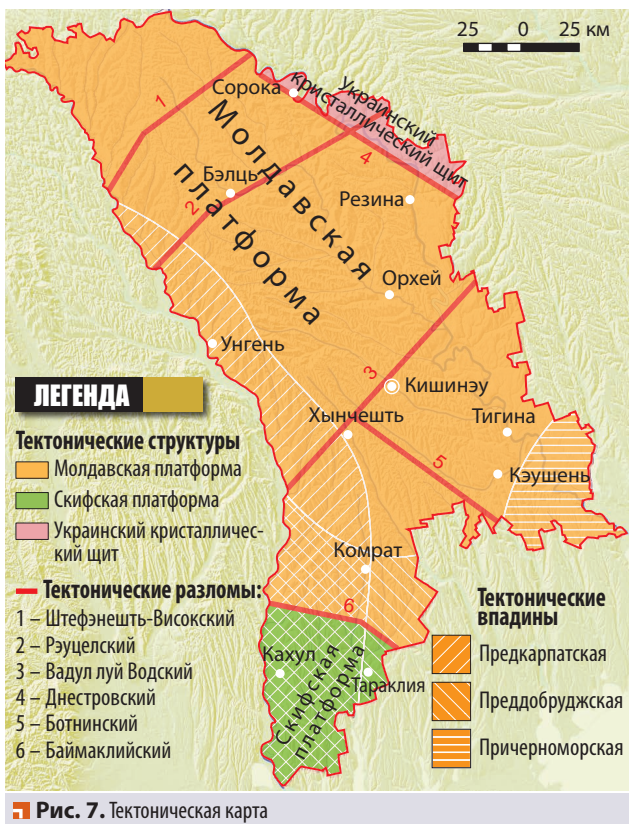 25 0 25 км
Сорока
Украинский
кристаллический щит
1
Молдавская
платформа
4
Бэлць
2
Резина
Орхей
Унгень
3
Кишинэу
ЛЕГЕНДА
Хынчешть
Тигина
Тектонические структуры
Молдавская платформа
Скифская платформа
Украинский кристалличес-
кий щит
5
Кэушень
Комрат
Тектонические разломы:
1 – Штефэнешть-Високский
2 – Рэуцелский
3 – Вадул луй Водский
4 – Днестровский
5 – Ботнинский
6 – Баймаклийский
6
Кахул
Скифская
платформа
Тараклия
Тектонические
впадины
Предкарпатская
Преддобруджская
Причерноморская
Рис. 7. Тектоническая карта